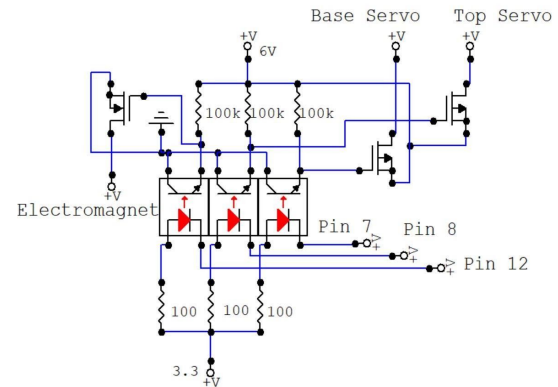 Base Servo Top Servo
+V +V
+V 6V
100k 100k 100k
+V
Electromagnet
Pin 7
+V
Pin 8
+V
Pin 12
+V
100 100 100
3.3 +V